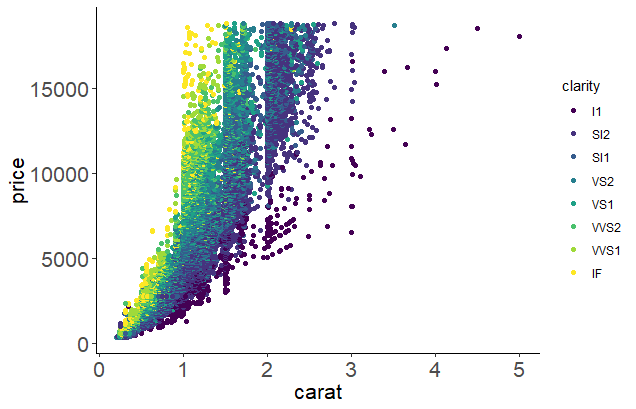 clarity
I1
SI2
SI1
VS2
VS1
VVS2
VVS1
IF
price
15000
10000
5000
0
0 1 2 3 4 5
carat